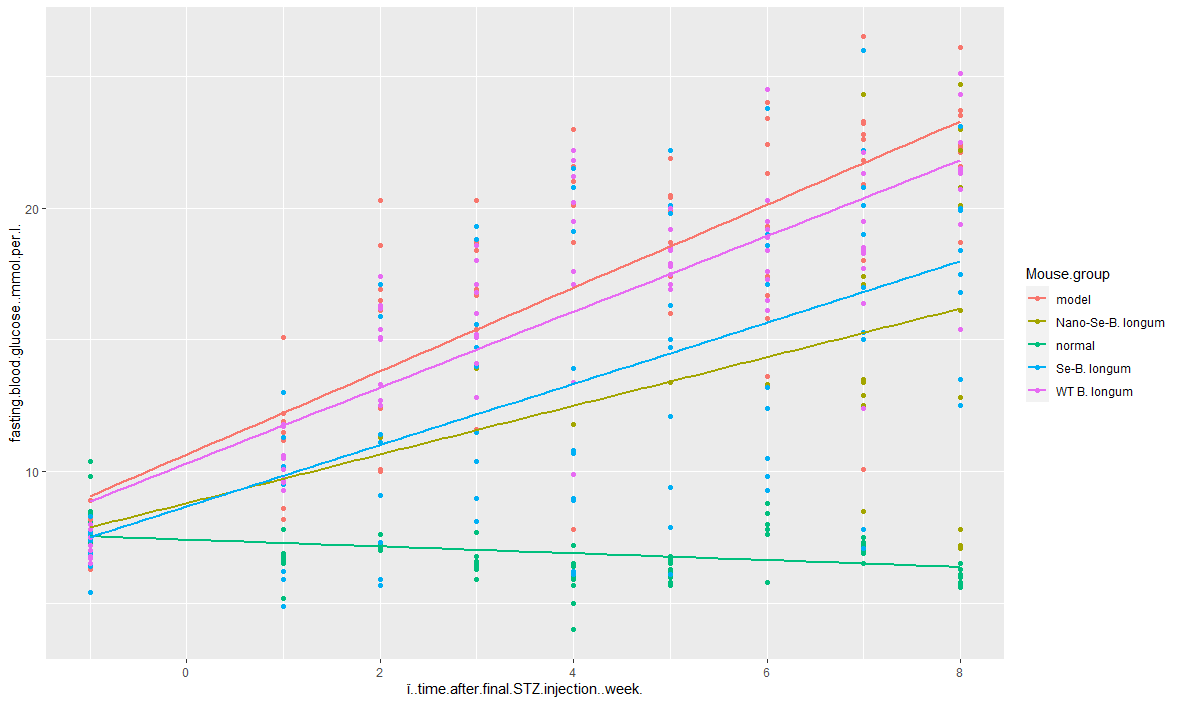 20
10
fasting.blood.glucose..mmol.per.l.
0
2
4
6
8
ï..time.after.final.STZ.injection..week.
Mouse.group
model
Nano-Se-B. longum
normal
Se-B. longum
WT B. longum